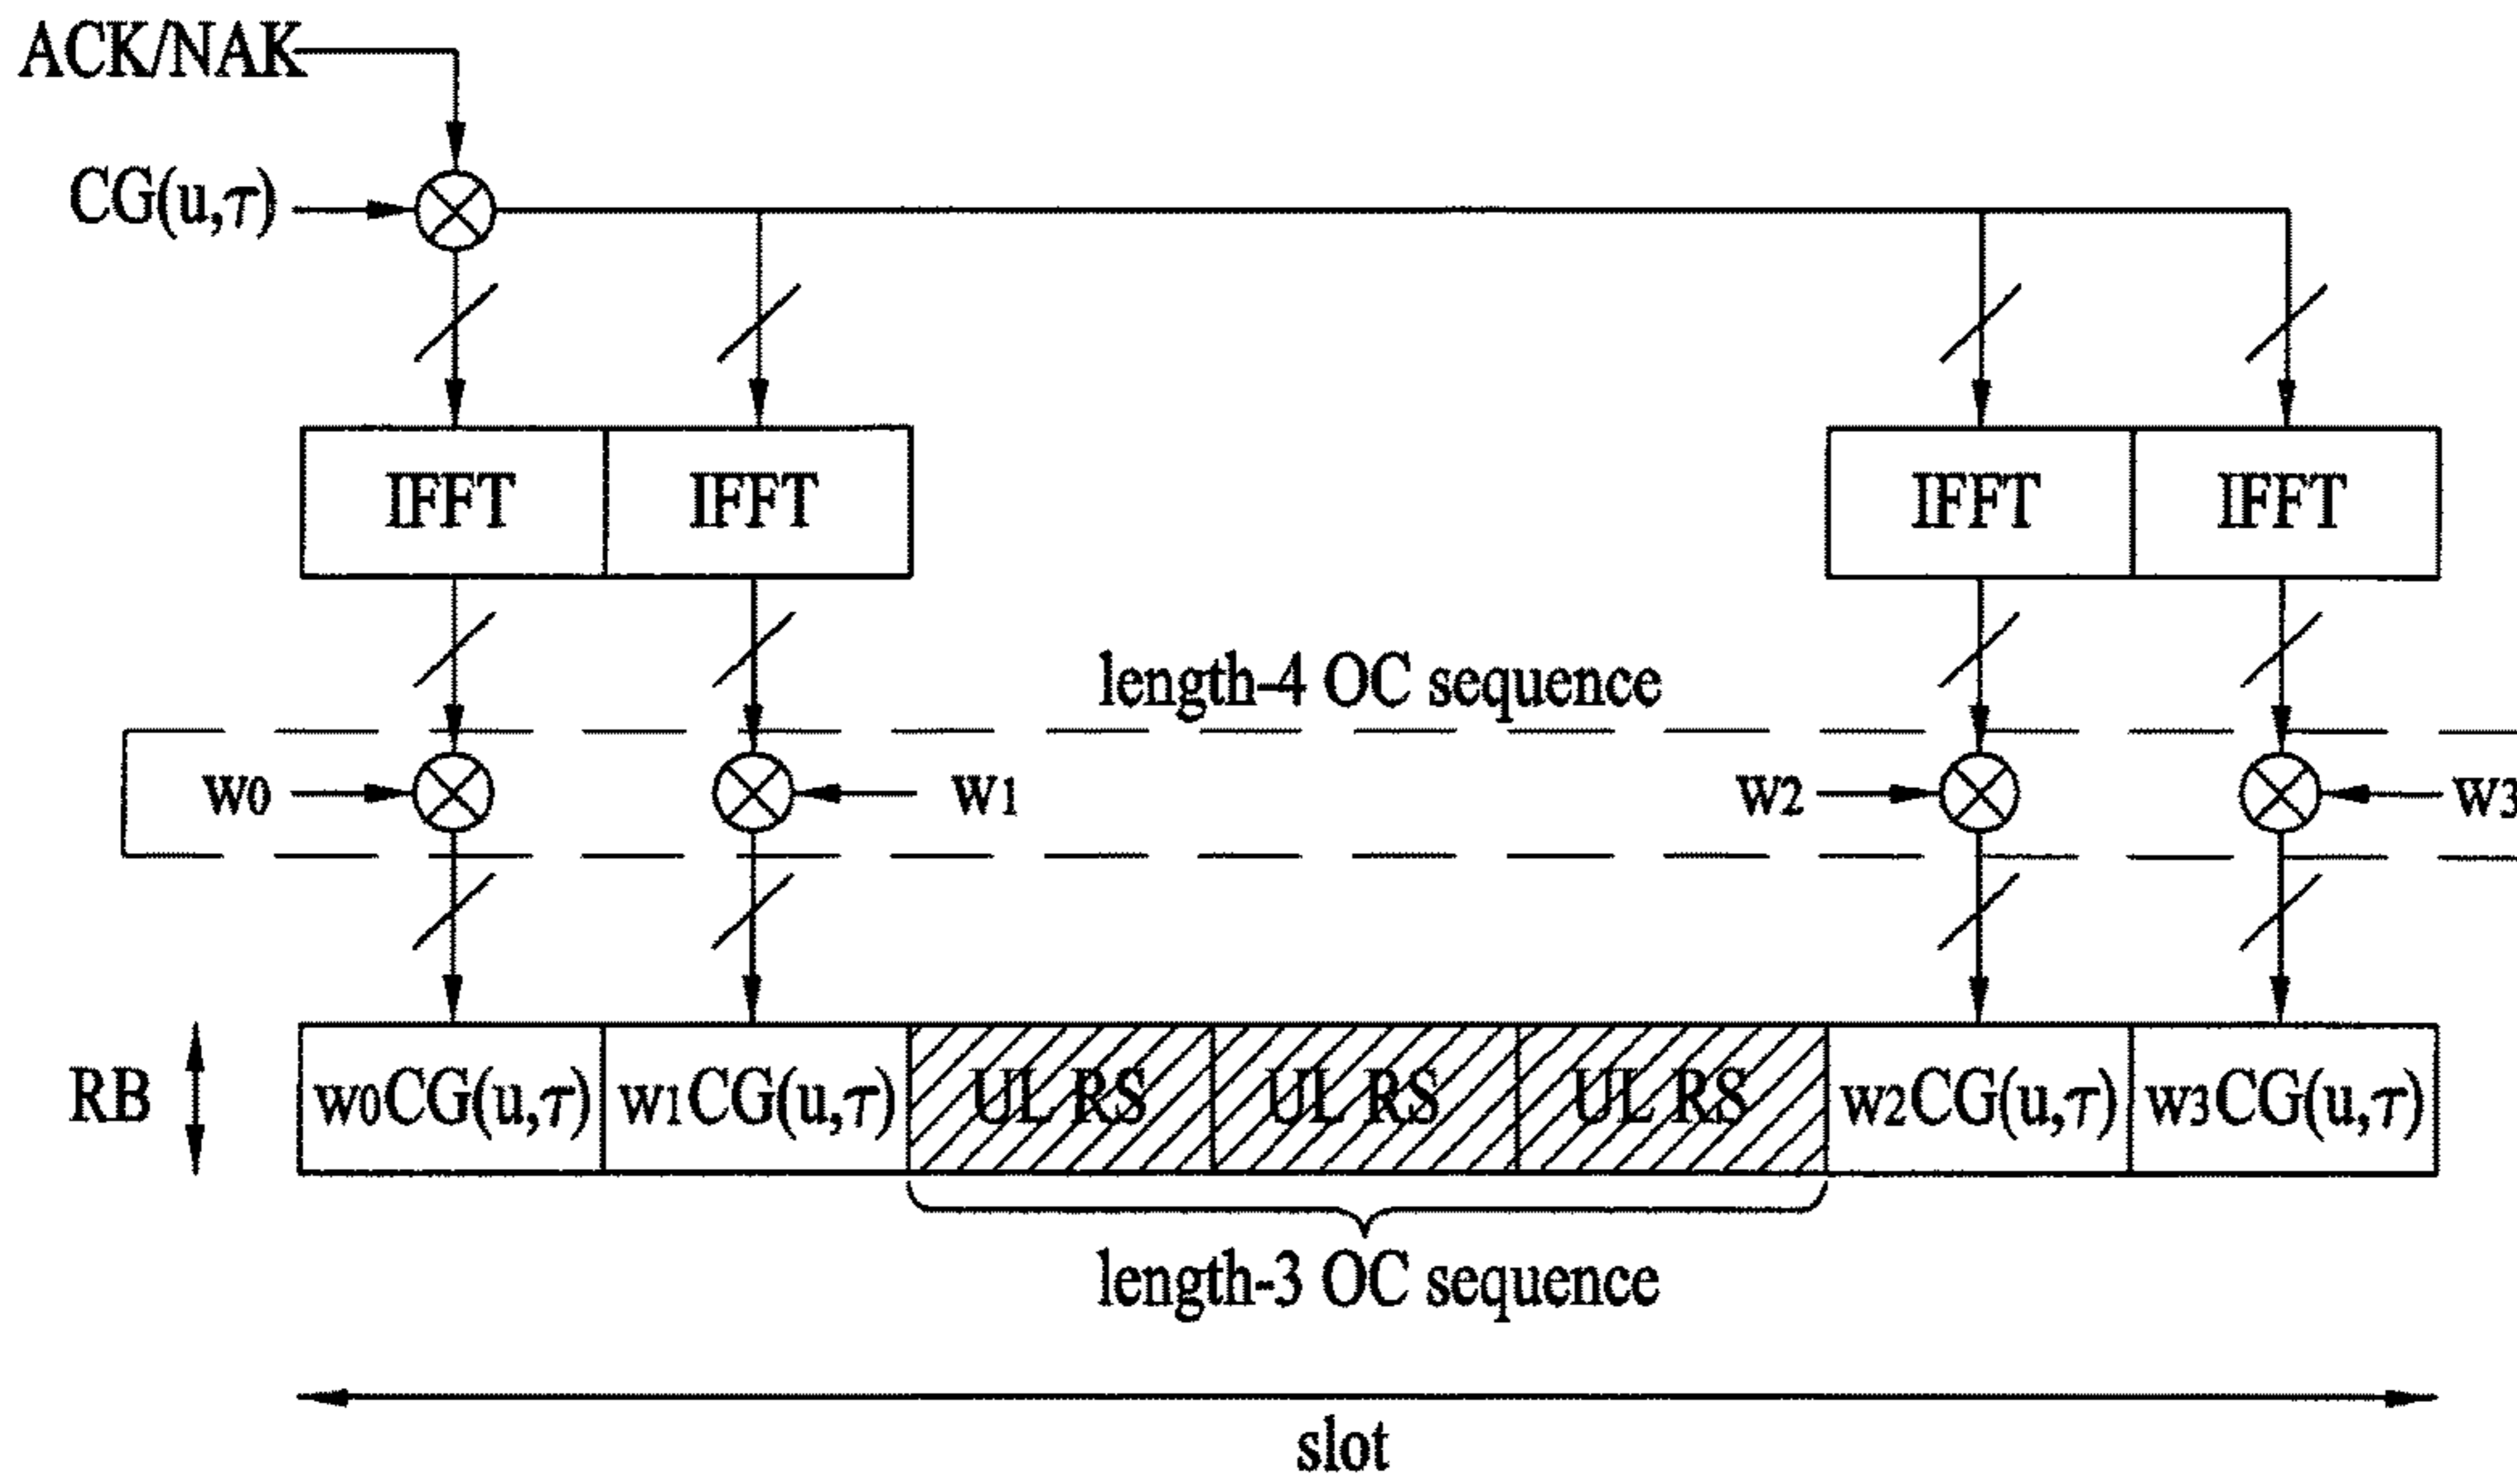 ACK/NAK
CG(u,τ)
IFFT IFFT IFFT IFFT
length-4 OC sequence
w0 w1 w2 w3
RB w0CG(u,τ) w1CG(u,τ) UL RS UL RS UL RS w2CG(u,τ) w3CG(u,τ)
length-3 OC sequence
slot